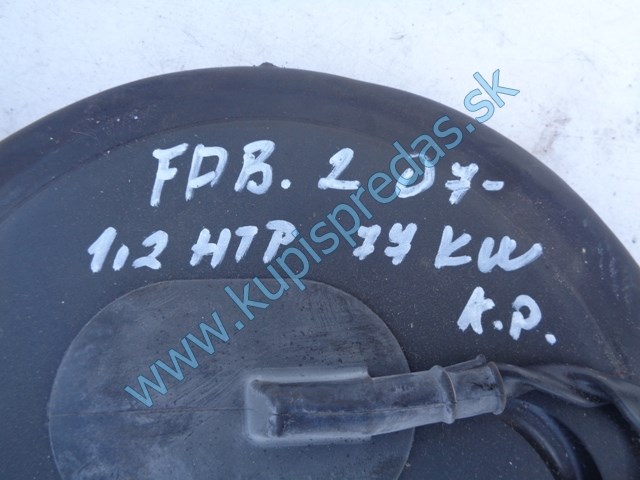 FDB. 2 07-
1,2 HTP 77 KW
K.P.
www.kupispredas.sk